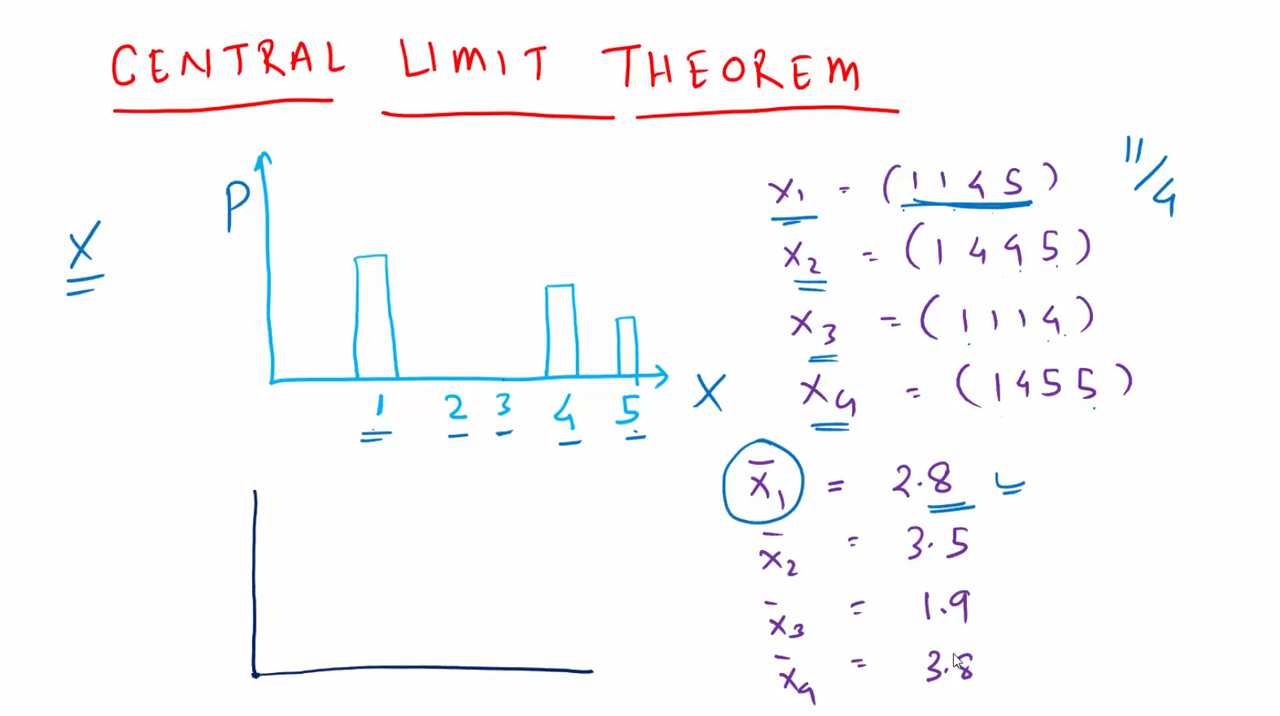 CENTRAL LIMIT THEOREM
P
X
1 2 3 4 5
X
x₁ = (1 1 4 5)
11/4
x₂ = (1 4 4 5)
x₃ = (1 1 1 4)
x₄ = (1 4 5 5)
x̄₁ = 2.8
x̄₂ = 3.5
x̄₃ = 1.9
x̄₄ = 3.8